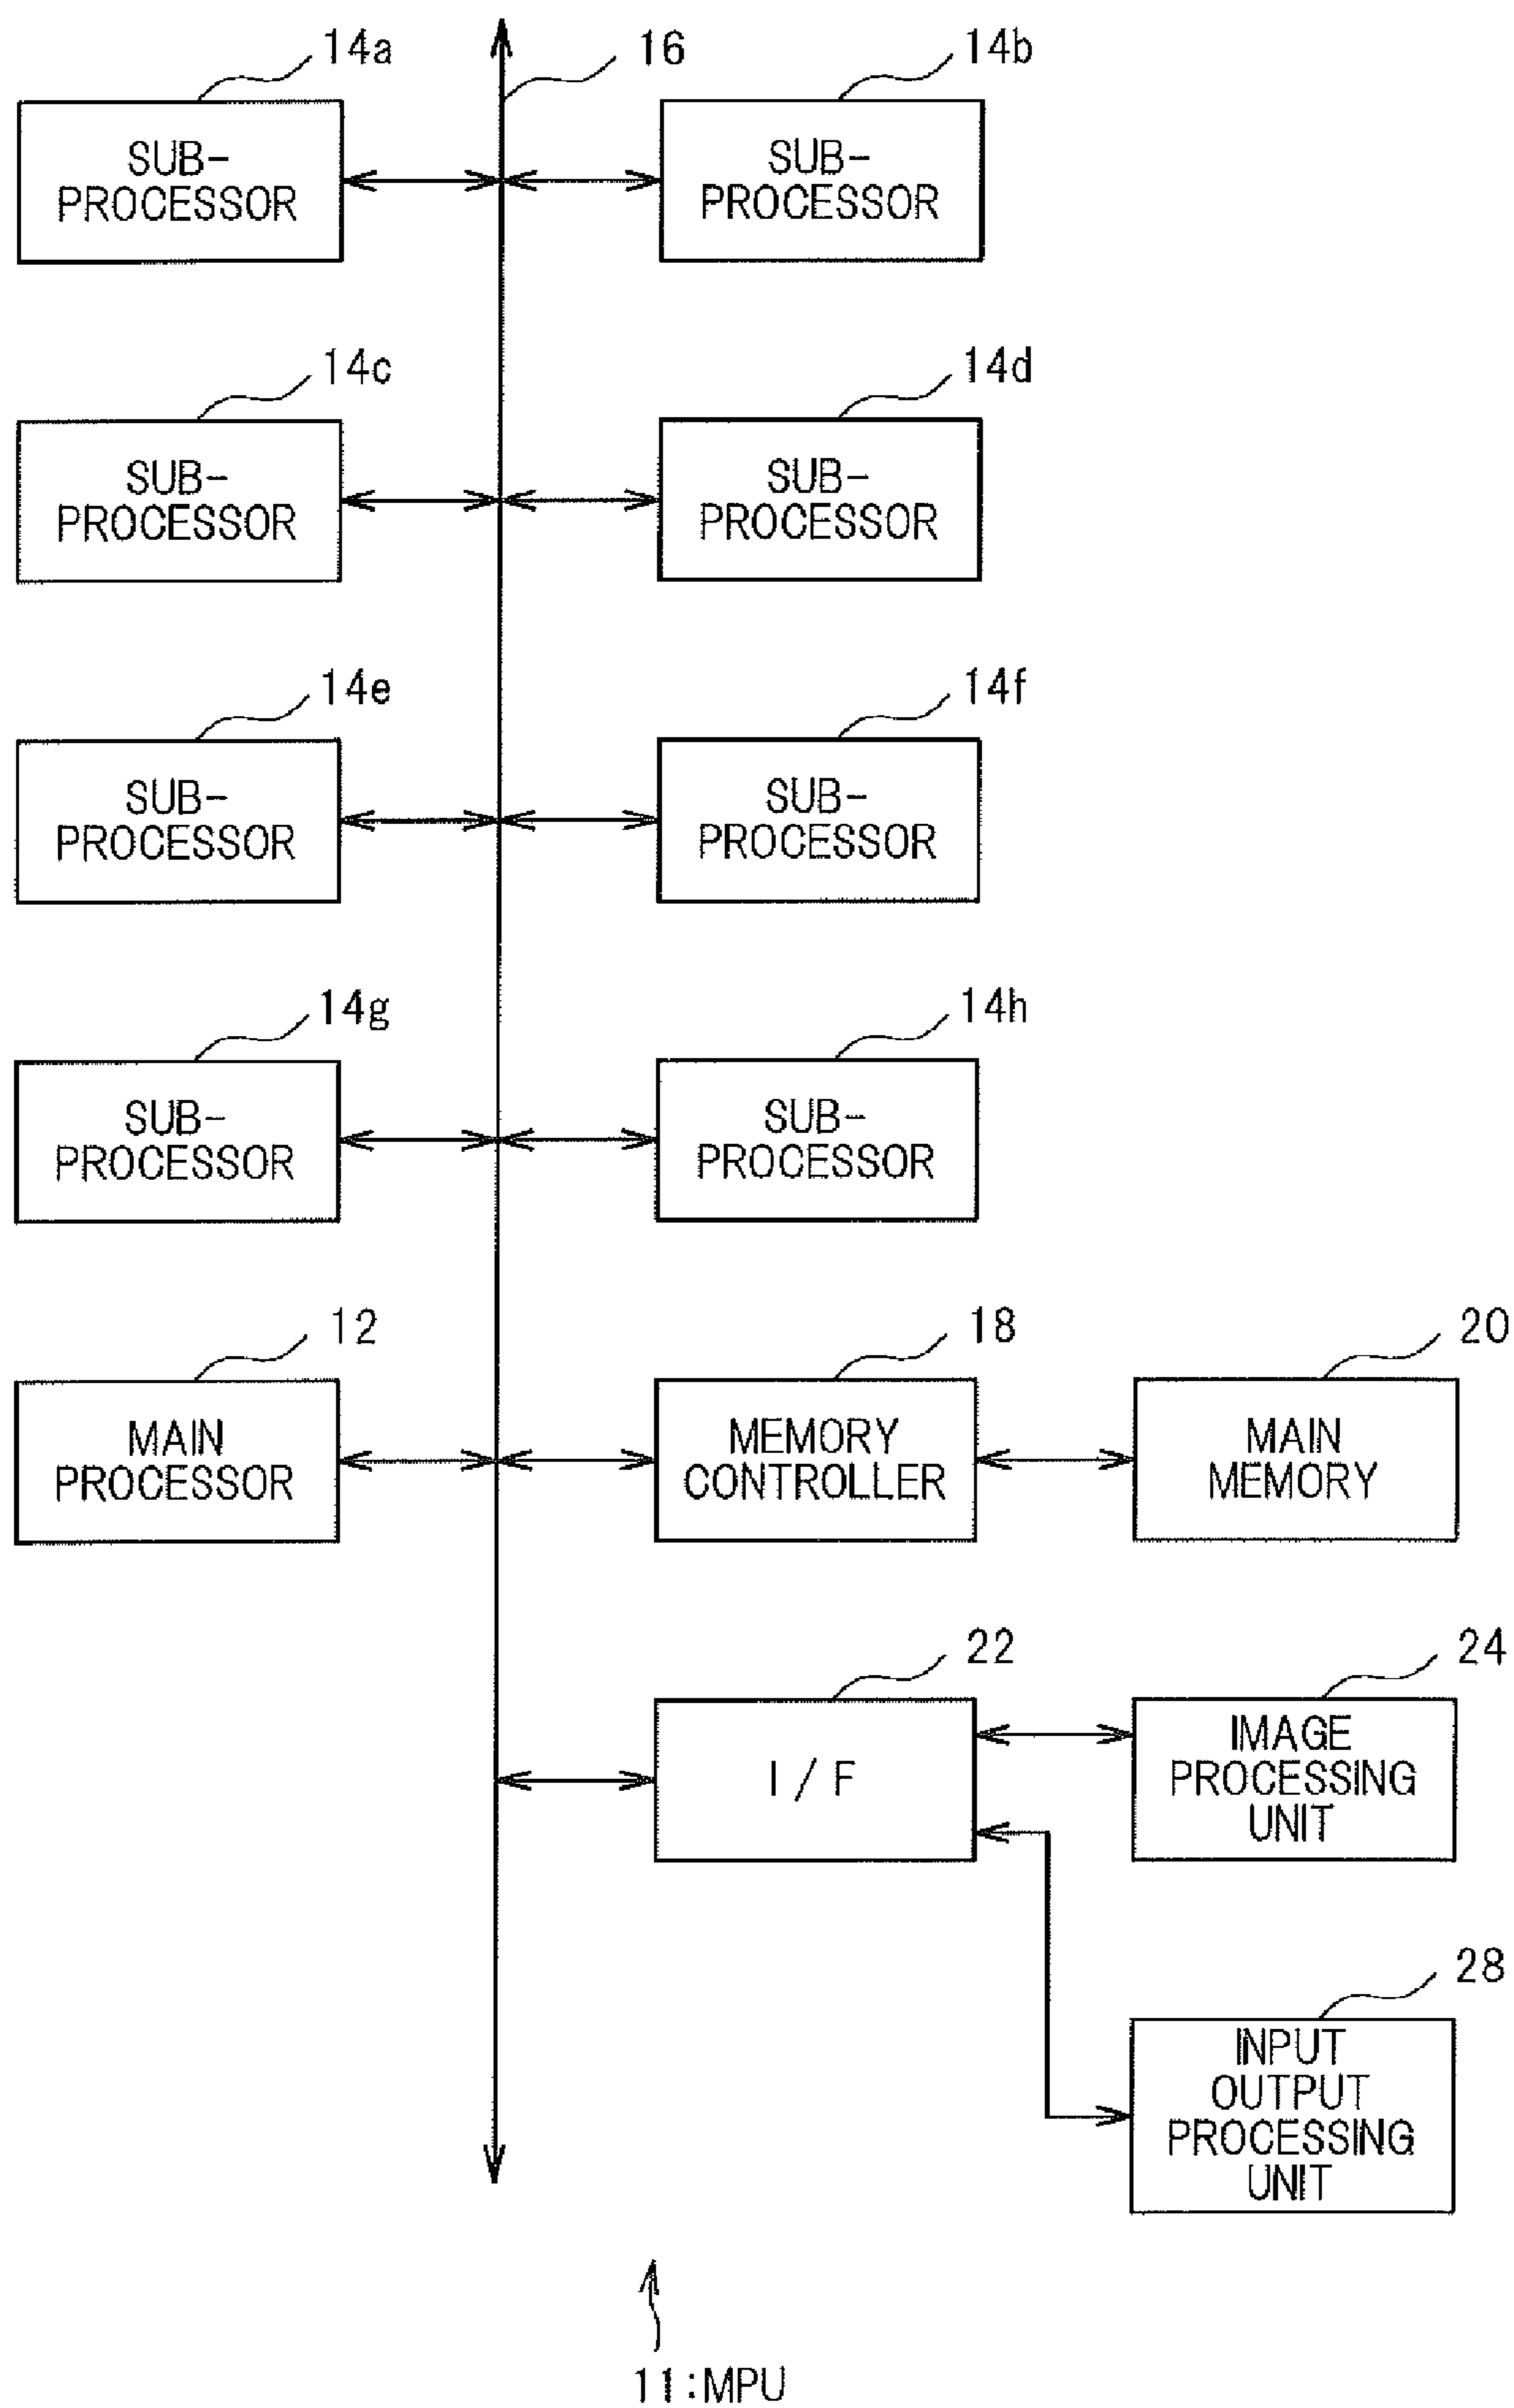 14a
16
14b
SUB-
PROCESSOR
SUB-
PROCESSOR
14c
14d
SUB-
PROCESSOR
SUB-
PROCESSOR
14e
14f
SUB-
PROCESSOR
SUB-
PROCESSOR
14g
14h
SUB-
PROCESSOR
SUB-
PROCESSOR
12
18
20
MAIN
PROCESSOR
MEMORY
CONTROLLER
MAIN
MEMORY
22
24
I/F
IMAGE
PROCESSING
UNIT
28
INPUT
OUTPUT
PROCESSING
UNIT
11:MPU